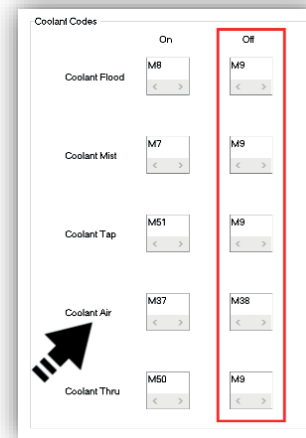 Coolant Codes
On Off
Coolant Flood M8 M9
Coolant Mist M7 M9
Coolant Tap M51 M9
Coolant Air M37 M38
Coolant Thru M50 M9